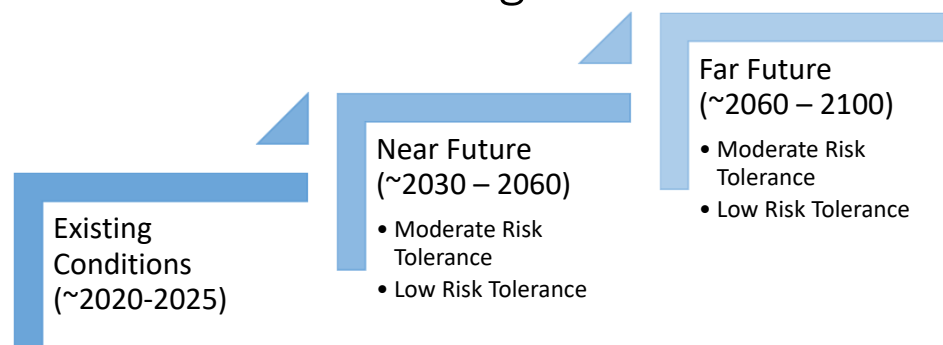 Existing
Conditions
(~2020-2025)
Near Future
(~2030 – 2060)
• Moderate Risk
Tolerance
• Low Risk Tolerance
Far Future
(~2060 – 2100)
• Moderate Risk
Tolerance
• Low Risk Tolerance